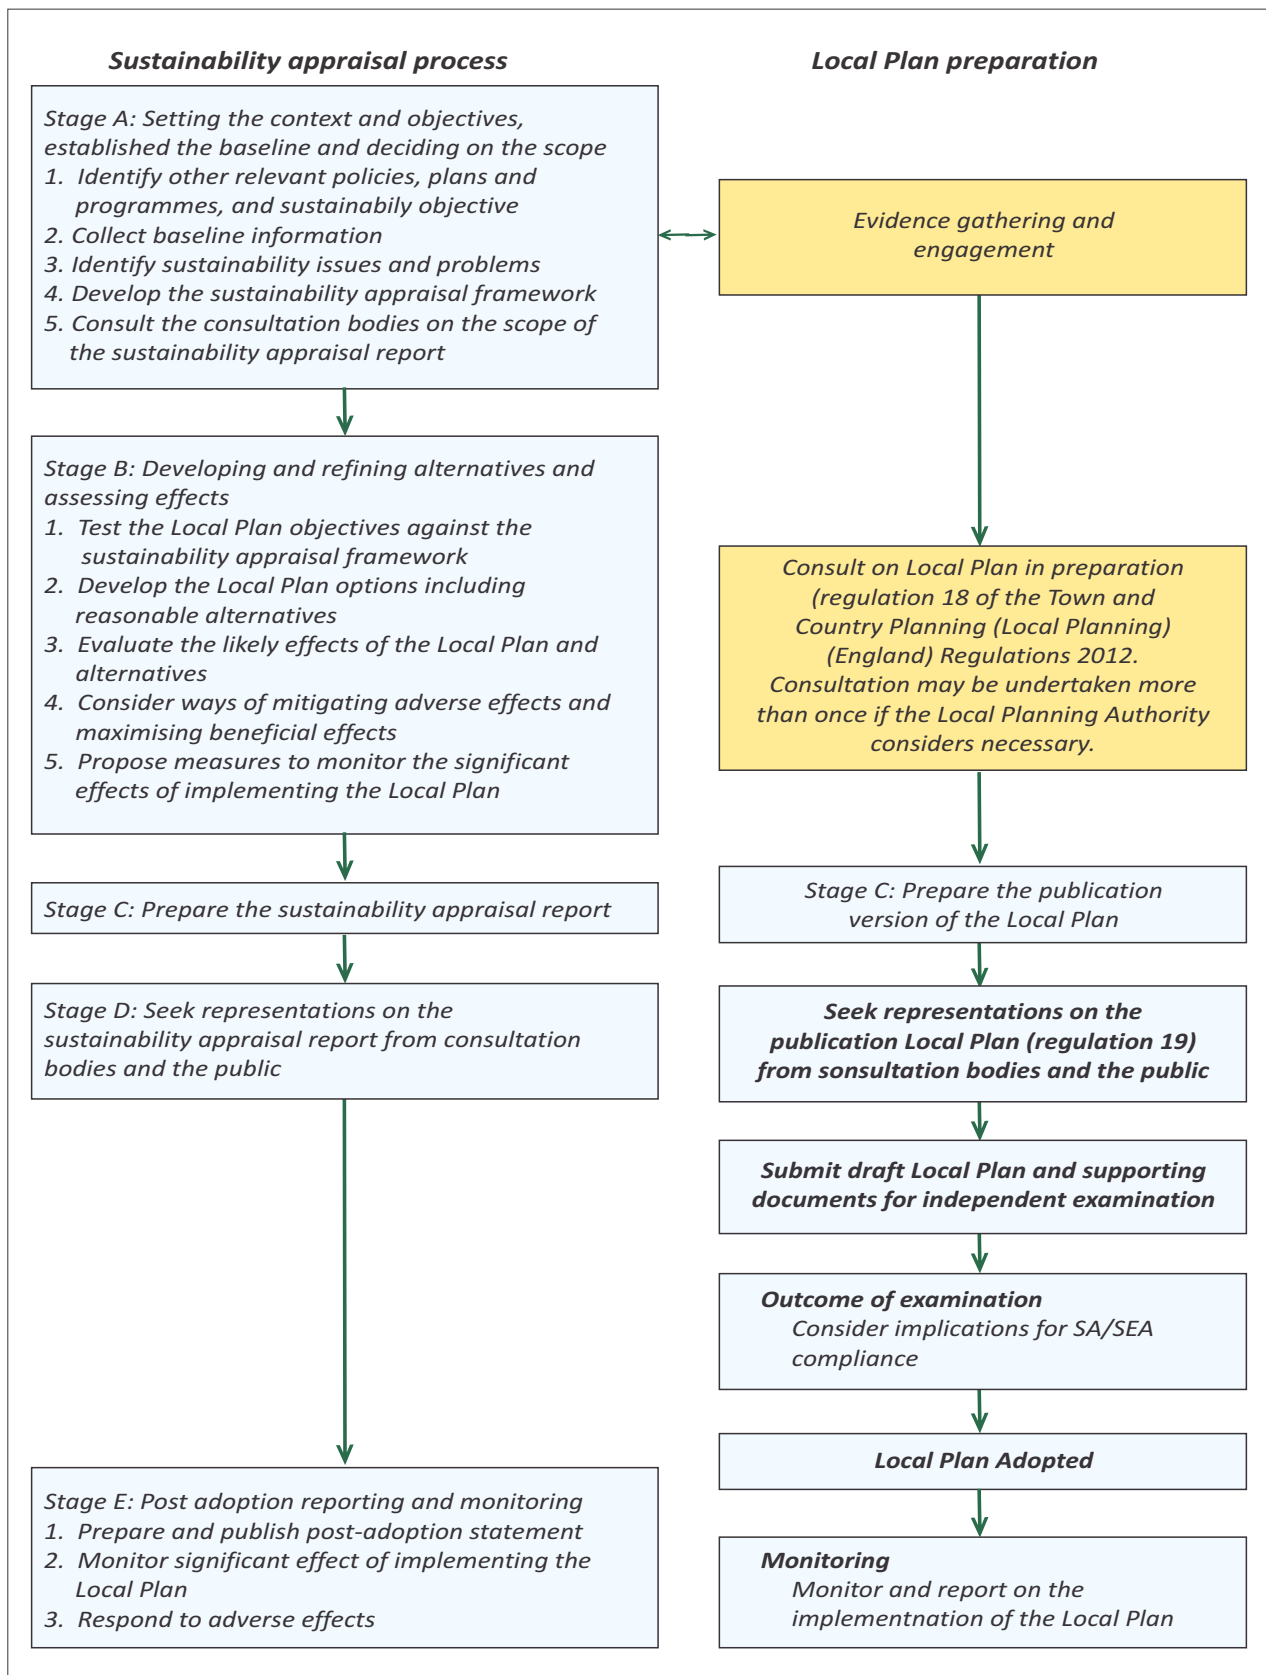 Sustainability appraisal process
Stage A: Setting the context and objectives,
established the baseline and deciding on the scope
1. Identify other relevant policies, plans and
programmes, and sustainabily objective
2. Collect baseline information
3. Identify sustainability issues and problems
4. Develop the sustainability appraisal framework
5. Consult the consultation bodies on the scope of
the sustainability appraisal report
Stage B: Developing and refining alternatives and
assessing effects
1. Test the Local Plan objectives against the
sustainability appraisal framework
2. Develop the Local Plan options including
reasonable alternatives
3. Evaluate the likely effects of the Local Plan and
alternatives
4. Consider ways of mitigating adverse effects and
maximising beneficial effects
5. Propose measures to monitor the significant
effects of implementing the Local Plan
Stage C: Prepare the sustainability appraisal report
Stage D: Seek representations on the
sustainability appraisal report from consultation
bodies and the public
Stage E: Post adoption reporting and monitoring
1. Prepare and publish post-adoption statement
2. Monitor significant effect of implementing the
Local Plan
3. Respond to adverse effects
Local Plan preparation
Evidence gathering and
engagement
Consult on Local Plan in preparation
(regulation 18 of the Town and
Country Planning (Local Planning)
(England) Regulations 2012.
Consultation may be undertaken more
than once if the Local Planning Authority
considers necessary.
Stage C: Prepare the publication
version of the Local Plan
Seek representations on the
publication Local Plan (regulation 19)
from sonsultation bodies and the public
Submit draft Local Plan and supporting
documents for independent examination
Outcome of examination
Consider implications for SA/SEA
compliance
Local Plan Adopted
Monitoring
Monitor and report on the
implementnation of the Local Plan